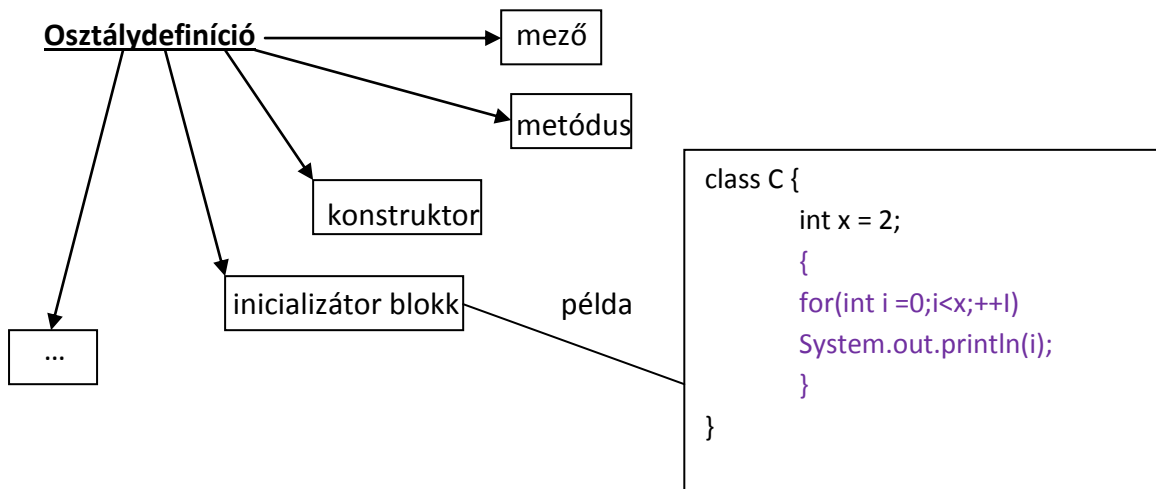 Osztálydefiníció
mező
metódus
konstruktor
inicializátor blokk
példa
...
class C {
int x = 2;
{
for(int i =0;i<x;++I)
System.out.println(i);
}
}